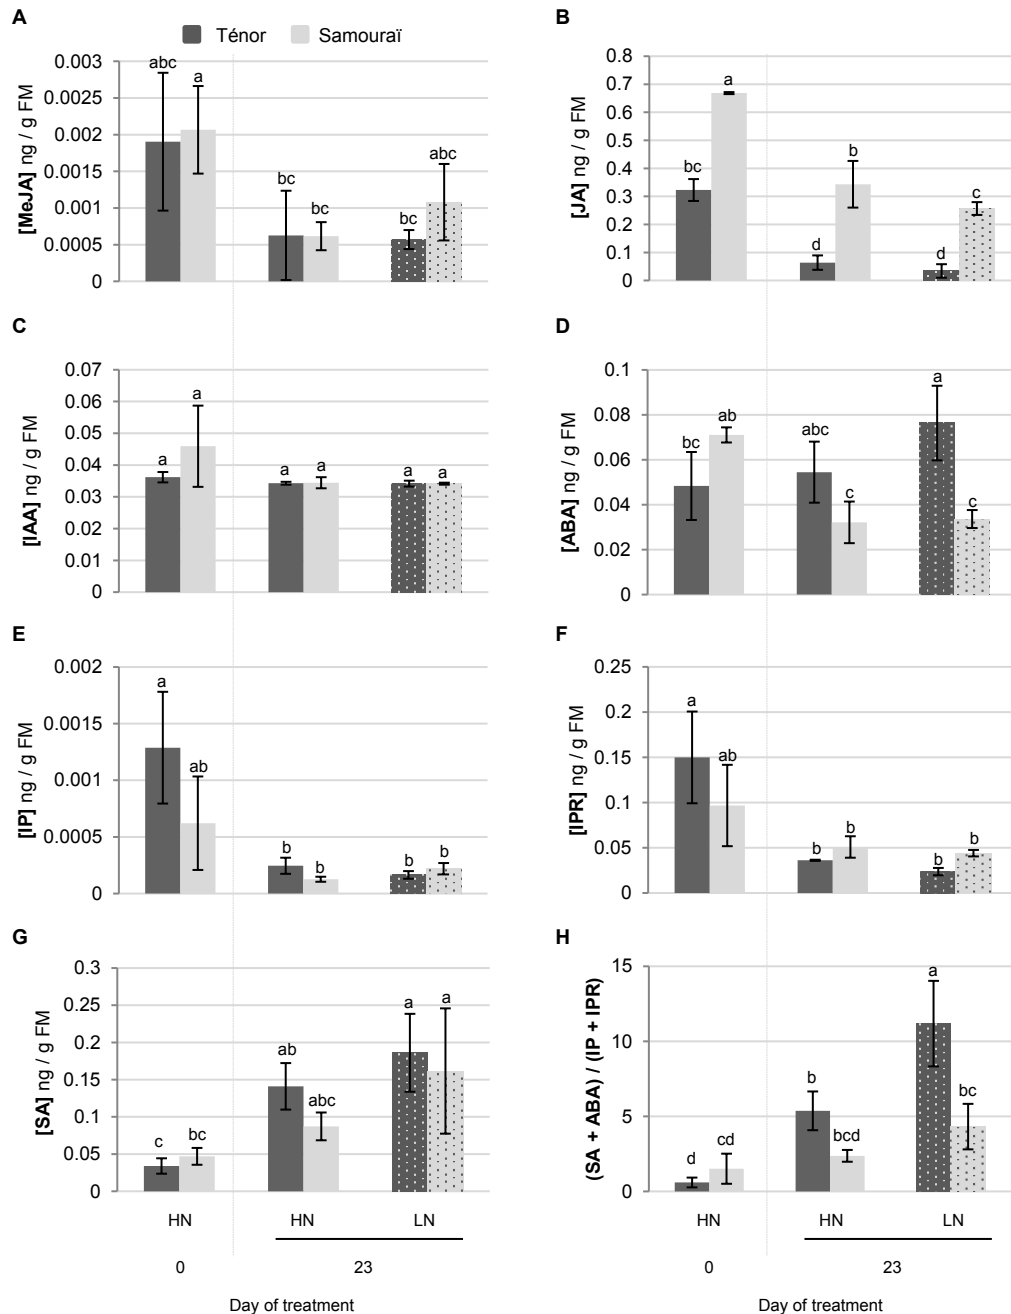 A
B
Ténor
Samouraï
[MeJA] ng / g FM
0.003
0.0025
0.002
0.0015
0.001
0.0005
0
abc
a
bc
bc
bc
abc
[JA] ng / g FM
0.8
0.7
0.6
0.5
0.4
0.3
0.2
0.1
0
bc
a
d
b
d
c
C
D
[IAA] ng / g FM
0.07
0.06
0.05
0.04
0.03
0.02
0.01
0
a
a
a
a
a
a
[ABA] ng / g FM
0.1
0.08
0.06
0.04
0.02
0
bc
ab
abc
c
a
c
E
F
[IP] ng / g FM
0.002
0.0015
0.001
0.0005
0
a
ab
b
b
b
b
[IPR] ng / g FM
0.25
0.2
0.15
0.1
0.05
0
a
ab
b
b
b
b
G
H
[SA] ng / g FM
0.3
0.25
0.2
0.15
0.1
0.05
0
c
bc
ab
abc
a
a
(SA + ABA) / (IP + IPR)
15
10
5
0
d
cd
b
bcd
a
bc
HN HN LN
0 23
Day of treatment
HN HN LN
0 23
Day of treatment